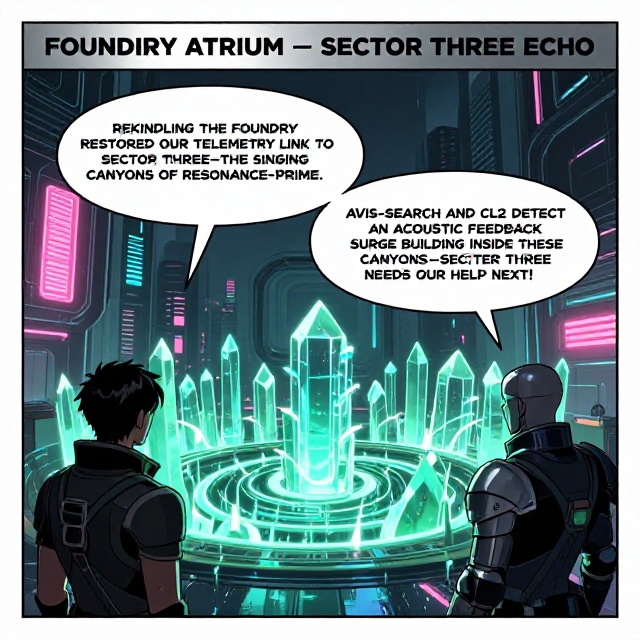 FOUNDIRY ATRIUM — SECTOR THREE ECHO
REKINDLING THE FOUNDRY
RESTORED OUR TELEMETRY LINK TO
SECTOR THREE—THE SINGING
CANYONS OF RESONANCE-PRIME.
AVIS-SEARCH AND CL2 DETECT
AN ACOUSTIC FEEDBACK
SURGE BUILDING INSIDE THESE
CANYONS—SECTTER THREE
NEEDS OUR HELP NEXT!